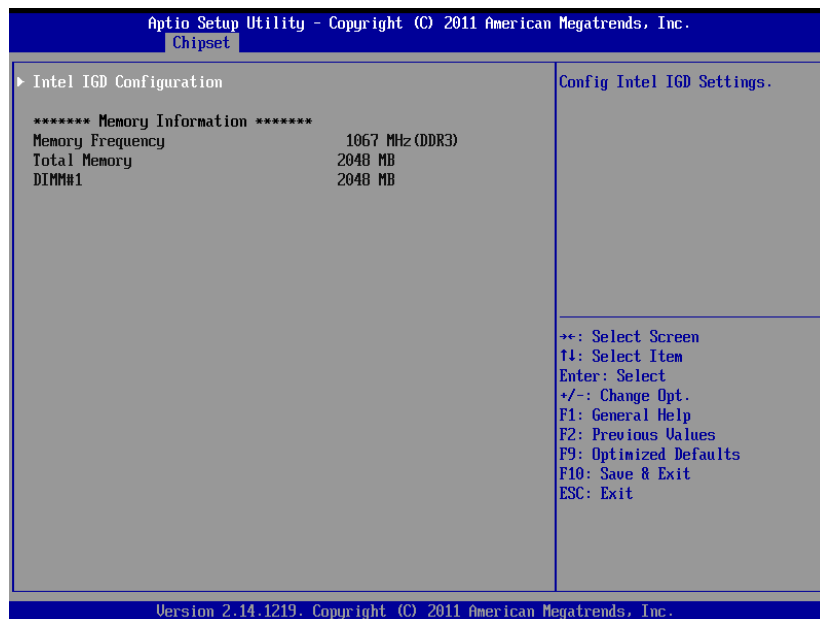 Aptio Setup Utility - Copyright (C) 2011 American Megatrends, Inc.
Chipset
▶ Intel IGD Configuration
******* Memory Information *******
Memory Frequency 1067 MHz(DDR3)
Total Memory 2048 MB
DIMM#1 2048 MB
Config Intel IGD Settings.
→←: Select Screen
↑↓: Select Item
Enter: Select
+/-: Change Opt.
F1: General Help
F2: Previous Values
F9: Optimized Defaults
F10: Save & Exit
ESC: Exit
Version 2.14.1219. Copyright (C) 2011 American Megatrends, Inc.